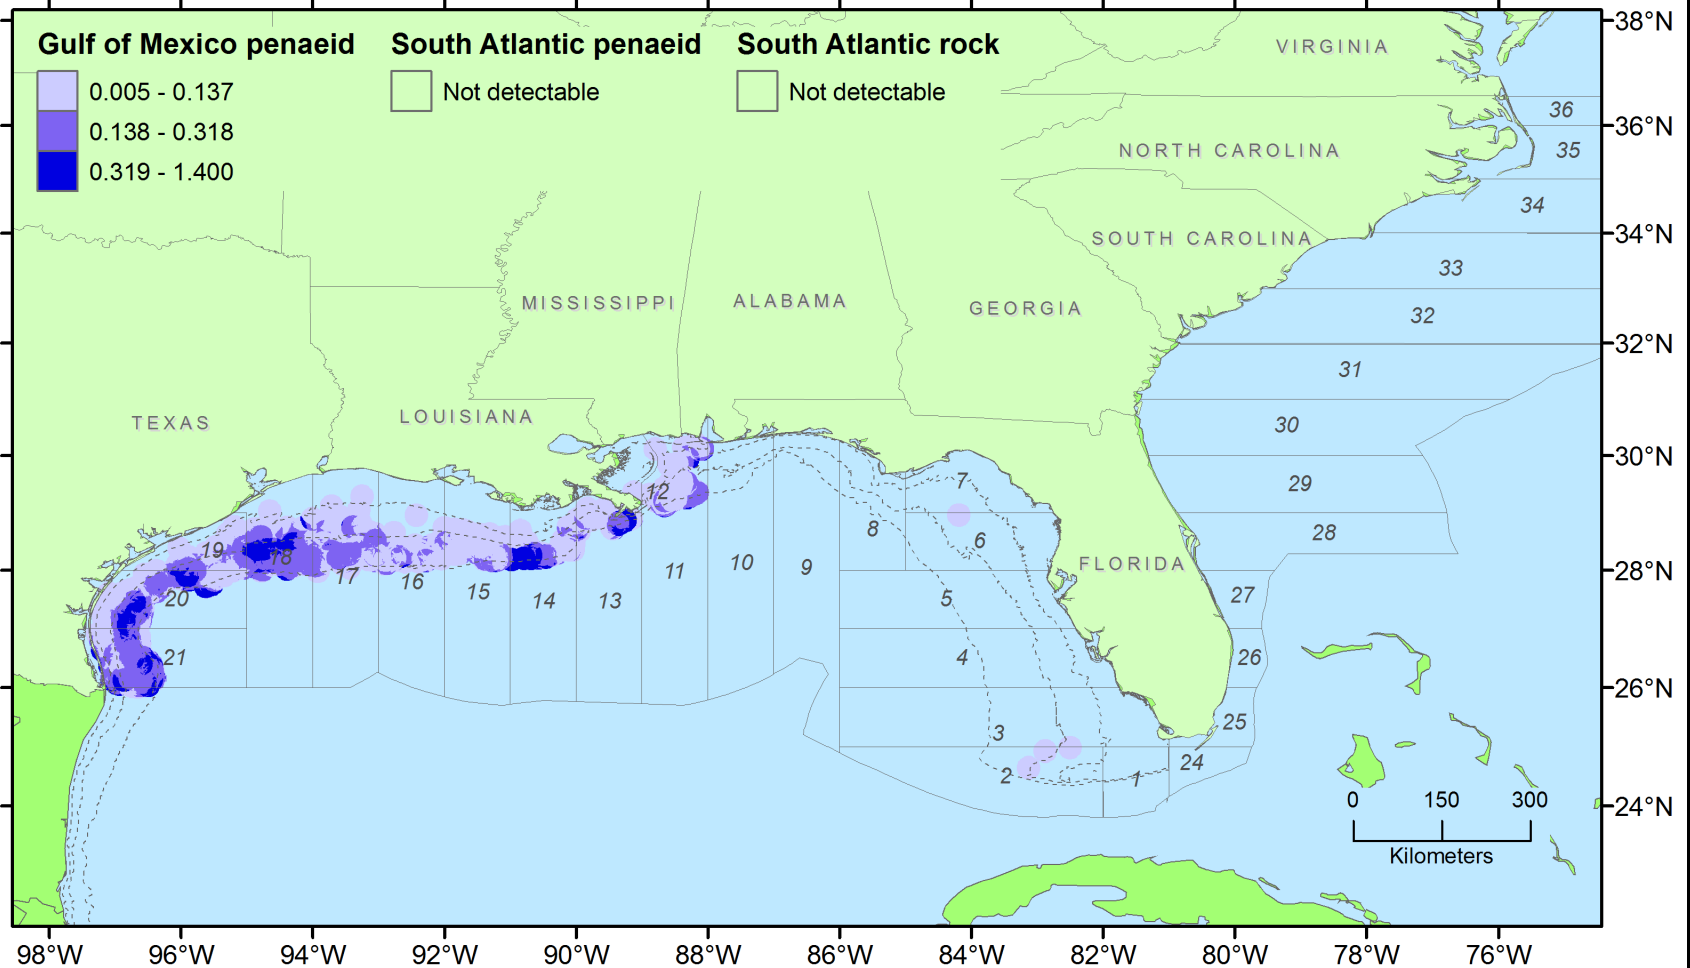 Gulf of Mexico penaeid
0.005 - 0.137
0.138 - 0.318
0.319 - 1.400
South Atlantic penaeid
Not detectable
South Atlantic rock
Not detectable
VIRGINIA
NORTH CAROLINA
SOUTH CAROLINA
MISSISSIPPI
ALABAMA
GEORGIA
TEXAS
LOUISIANA
FLORIDA
36
35
34
33
32
31
30
29
28
27
26
25
24
1
2
3
4
5
6
7
8
9
10
11
12
13
14
15
16
17
18
19
20
21
0 150 300
Kilometers
38°N
36°N
34°N
32°N
30°N
28°N
26°N
24°N
98°W 96°W 94°W 92°W 90°W 88°W 86°W 84°W 82°W 80°W 78°W 76°W